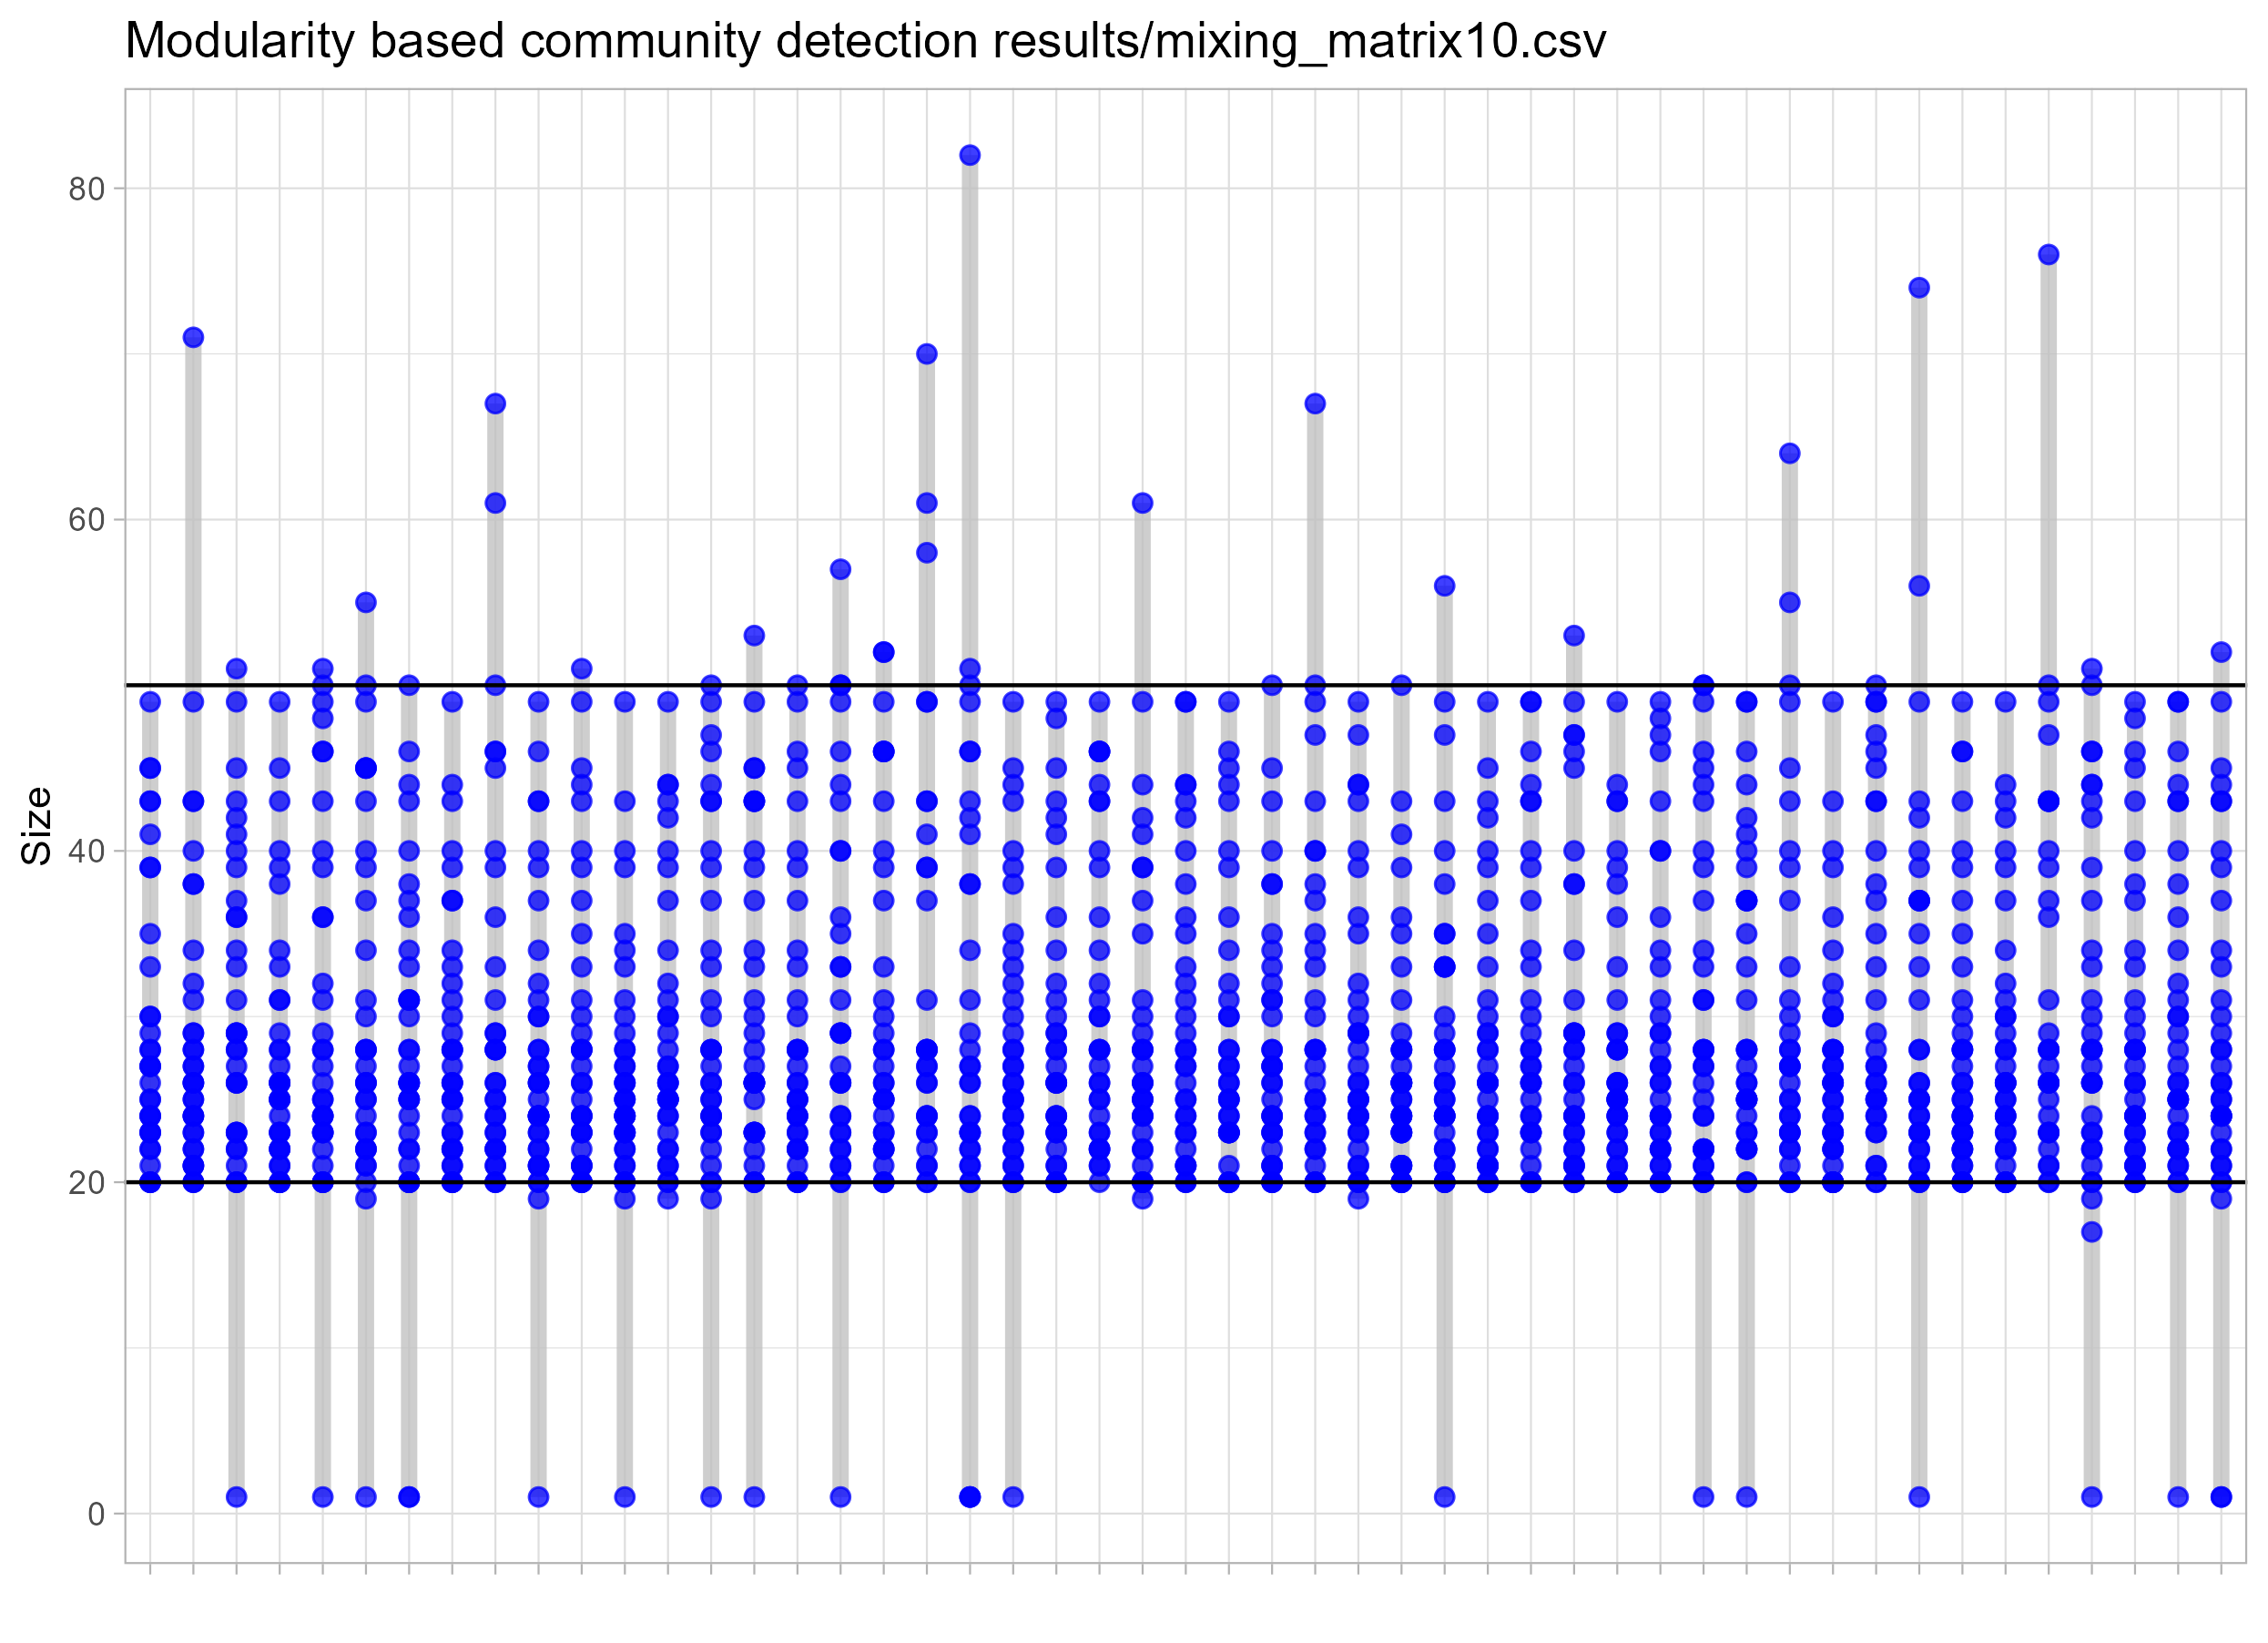 Modularity based community detection results/mixing_matrix10.csv
80
60
Size
40
20
0